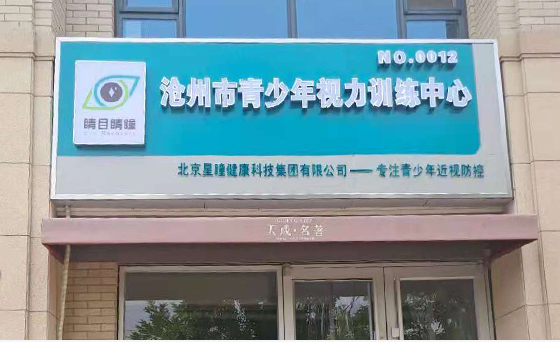 NO.0012
沧州市青少年视力训练中心
睛目睛瞳
北京星瞳健康科技集团有限公司——专注青少年近视防控
天成·名著